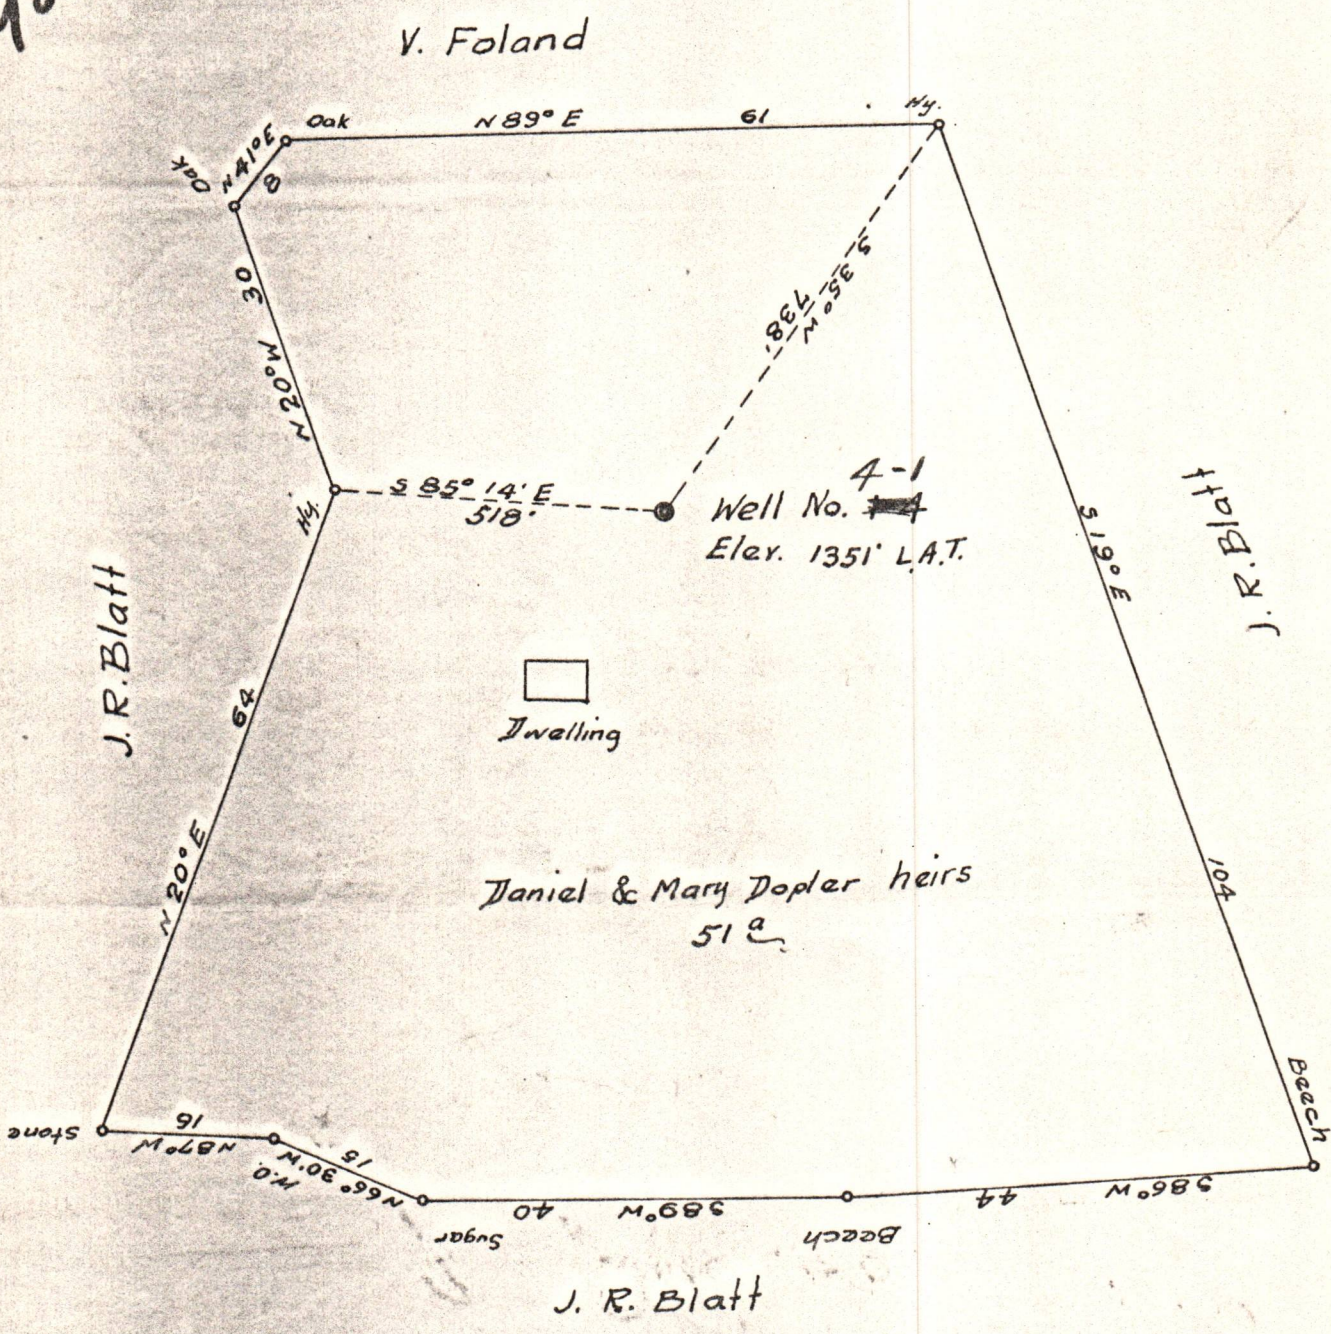 V. Foland
Oak
N 89° E
61
Hy.
N 41° E
8
Oak
30
N 20° W
S 35° W
738'
S 85° 14' E
518'
Hy.
4-1
Well No.
Elev. 1351' L.A.T.
S 19° E
J. R. Blatt
J. R. Blatt
64
Dwelling
N 20° E
Daniel & Mary Dopler heirs
51 a
104
Beech
Stone
16
N 87° W
W.O.
15
N 66° 30' W
Sugar
40
S 89° W
Beech
44
S 86° W
J. R. Blatt